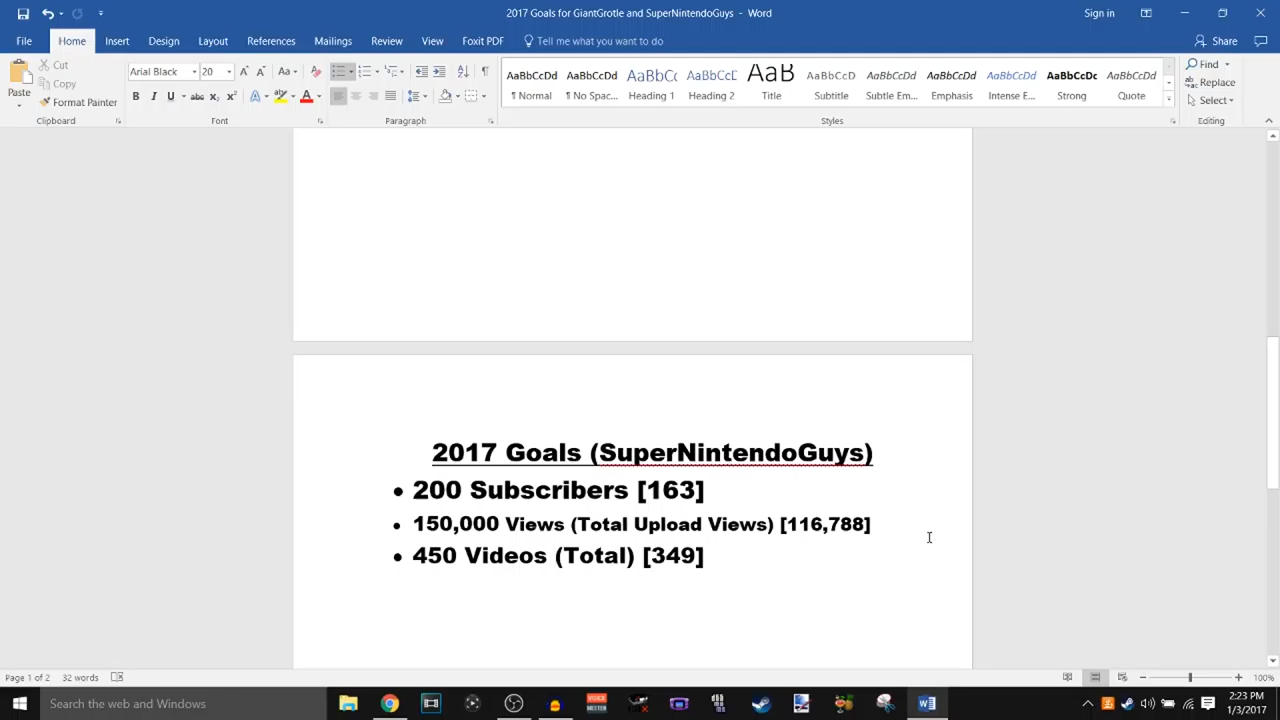 2017 Goals for GiantGrotle and SuperNintendoGuys - Word
Sign in
File Home Insert Design Layout References Mailings Review View Foxit PDF Tell me what you want to do Share
Paste
Cut
Copy
Format Painter
Clipboard
Arial Black 20
Font
Paragraph
AaBbCcDd AaBbCcDd AaBbCc AaBbCcE AaB AaBbCcD AaBbCcDd AaBbCcDd AaBbCcDd AaBbCcDc AaBbCcDd
¶ Normal ¶ No Spac... Heading 1 Heading 2 Title Subtitle Subtle Em... Emphasis Intense E... Strong Quote
Styles
Find
Replace
Select
Editing
2017 Goals (SuperNintendoGuys)
• 200 Subscribers [163]
• 150,000 Views (Total Upload Views) [116,788]
• 450 Videos (Total) [349]
Page 1 of 2 32 words 100%
Search the web and Windows
VOICE
MEETER
2:23 PM
1/3/2017